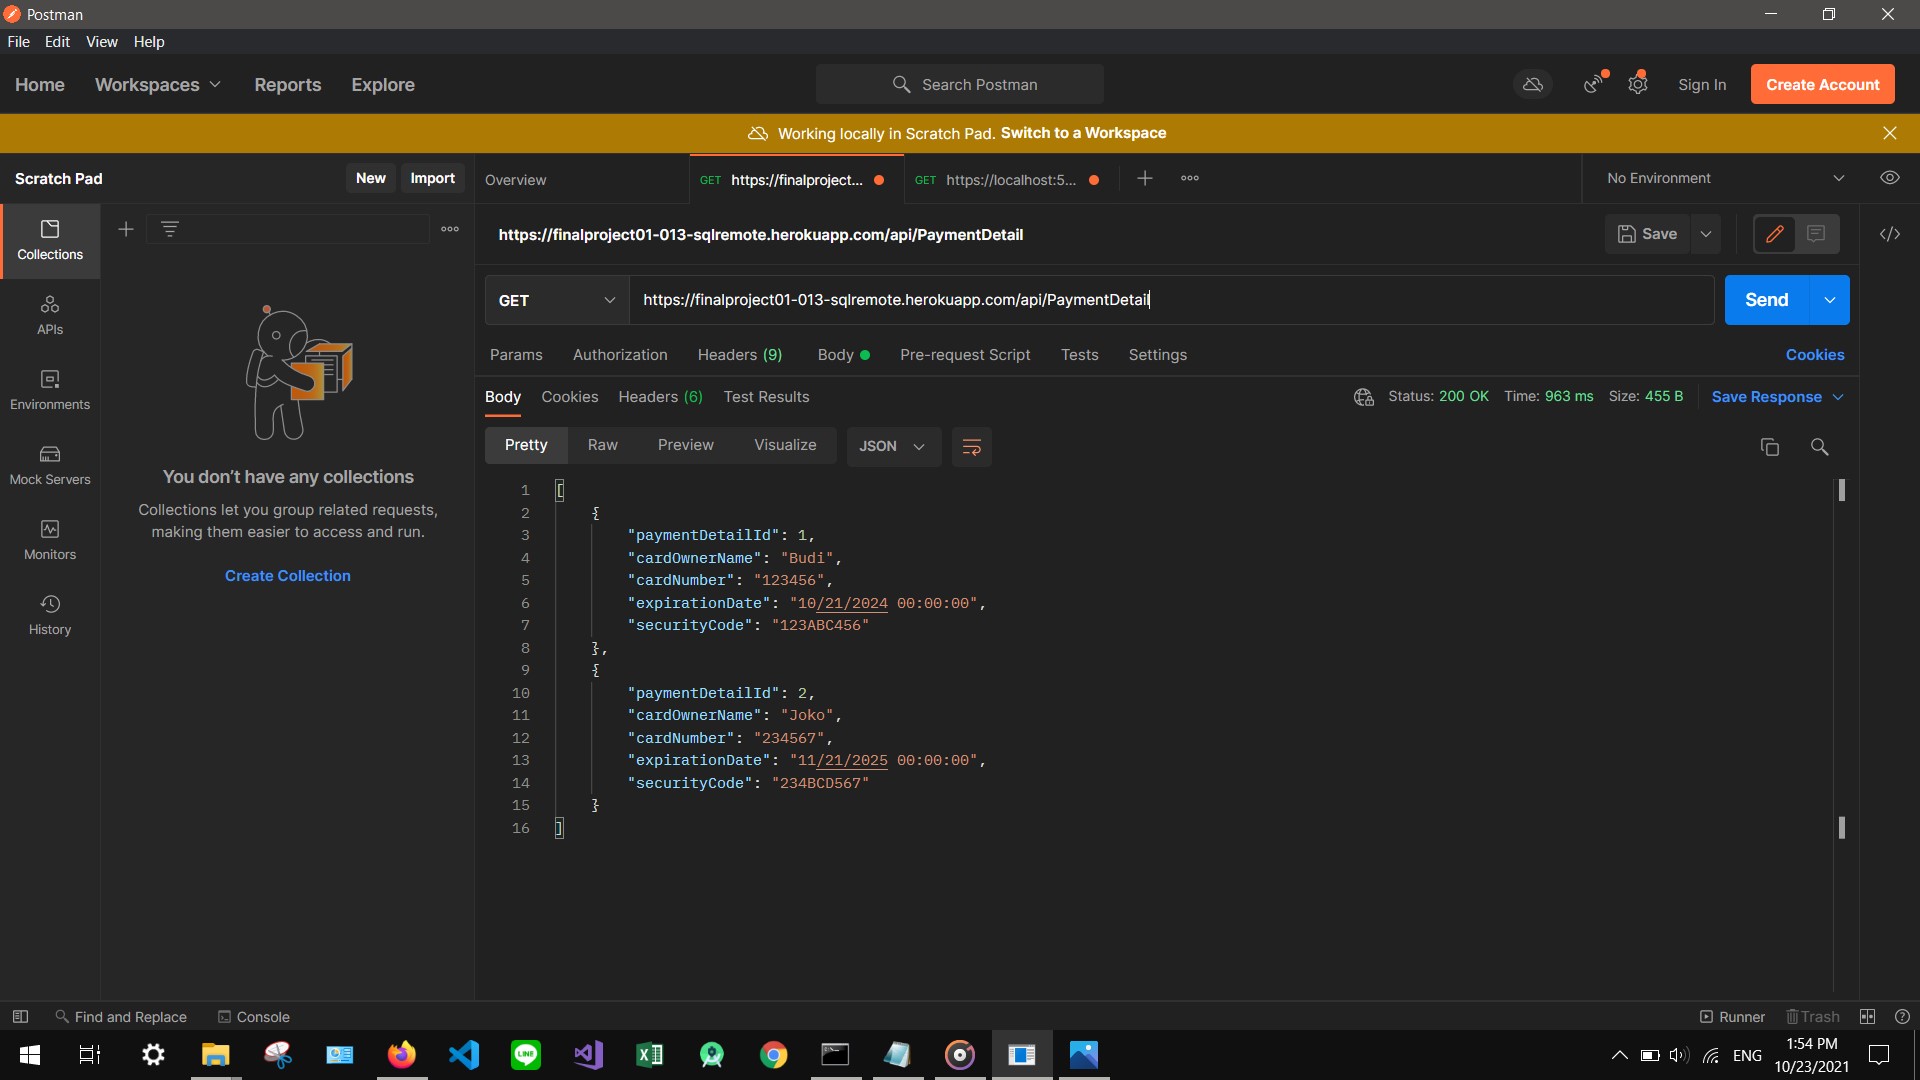 Postman
File Edit View Help
Home Workspaces Reports Explore Search Postman Sign In Create Account
Working locally in Scratch Pad. Switch to a Workspace
Scratch Pad New Import Overview GET https://finalproject... GET https://localhost:5... No Environment
Collections
APIs
Environments
Mock Servers
Monitors
History
You don't have any collections
Collections let you group related requests,
making them easier to access and run.
Create Collection
https://finalproject01-013-sqlremote.herokuapp.com/api/PaymentDetail Save
GET https://finalproject01-013-sqlremote.herokuapp.com/api/PaymentDetail Send
Params Authorization Headers (9) Body Pre-request Script Tests Settings Cookies
Body Cookies Headers (6) Test Results Status: 200 OK Time: 963 ms Size: 455 B Save Response
Pretty Raw Preview Visualize JSON
1 [
2 {
3 "paymentDetailId": 1,
4 "cardOwnerName": "Budi",
5 "cardNumber": "123456",
6 "expirationDate": "10/21/2024 00:00:00",
7 "securityCode": "123ABC456"
8 },
9 {
10 "paymentDetailId": 2,
11 "cardOwnerName": "Joko",
12 "cardNumber": "234567",
13 "expirationDate": "11/21/2025 00:00:00",
14 "securityCode": "234BCD567"
15 }
16 ]
Find and Replace Console Runner Trash
LINE
ENG 1:54 PM
10/23/2021